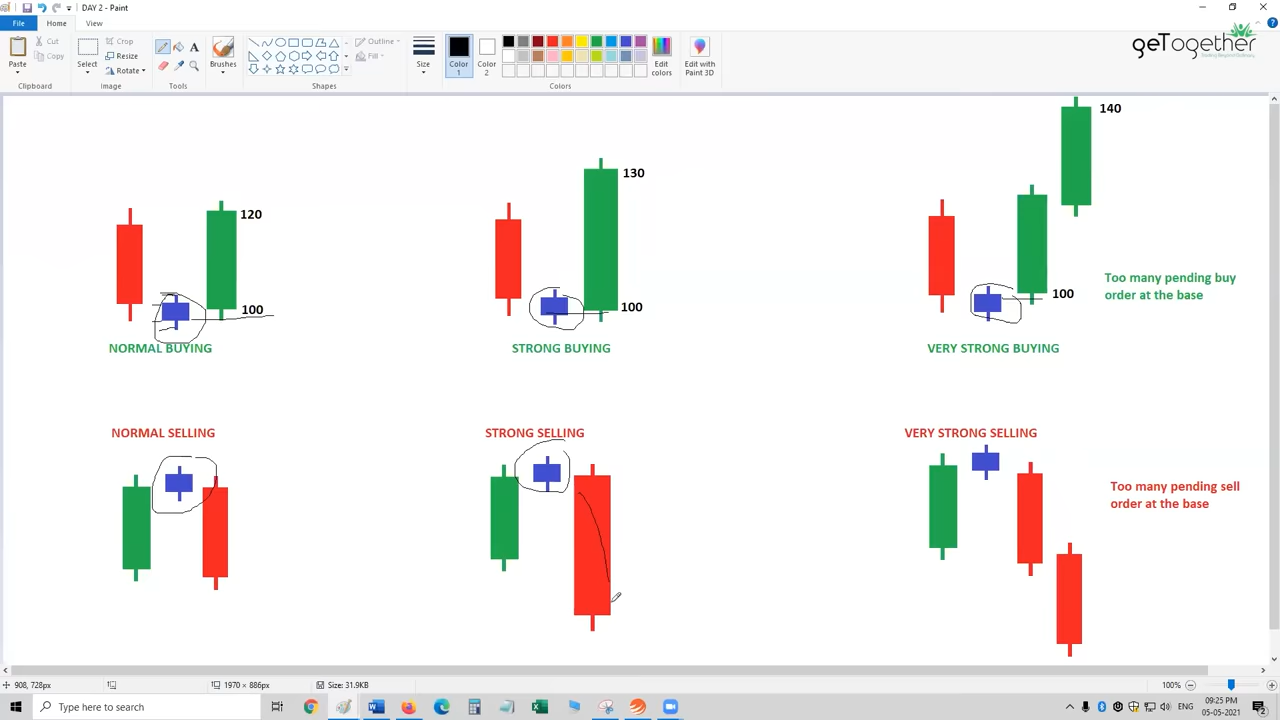 DAY 2 - Paint
File
Home
View
Paste
Cut
Copy
Clipboard
Select
Crop
Resize
Rotate
Image
A
Tools
Brushes
Shapes
Outline
Fill
Size
Color
1
Color
2
Colors
Edit
colors
Edit with
Paint 3D
geTogether
140
130
120
100
100
100
Too many pending buy
order at the base
NORMAL BUYING
STRONG BUYING
VERY STRONG BUYING
NORMAL SELLING
STRONG SELLING
VERY STRONG SELLING
Too many pending sell
order at the base
908, 728px
1970 × 886px
Size: 31.9KB
100%
Type here to search
ENG
09:25 PM
05-05-2021